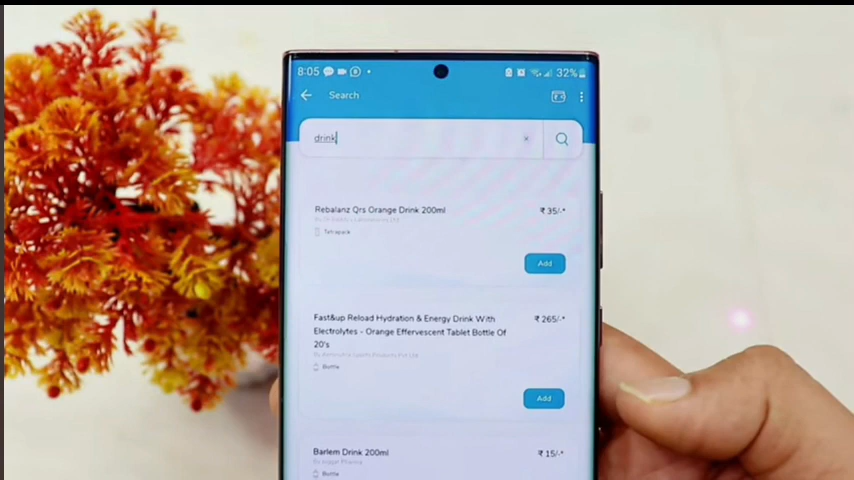 8:05
32%
Search
drink
Rebalanz Qrs Orange Drink 200ml
₹ 35/-*
Tetrapack
Add
Fast&up Reload Hydration & Energy Drink With
₹ 265/-*
Electrolytes - Orange Effervescent Tablet Bottle Of
20's
Bottle
Add
Barlem Drink 200ml
₹ 15/-*
Bottle